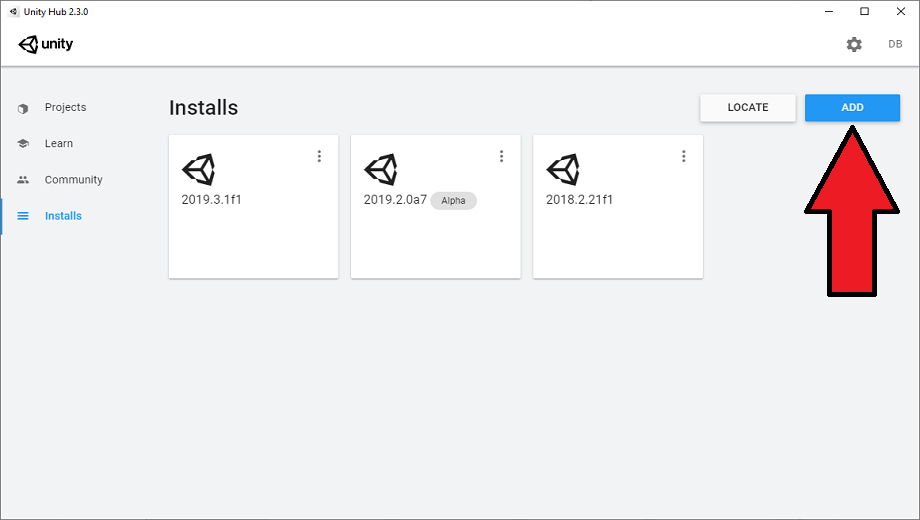 Unity Hub 2.3.0
unity
DB
Projects
Learn
Community
Installs
Installs
LOCATE
ADD
2019.3.1f1
2019.2.0a7 Alpha
2018.2.21f1